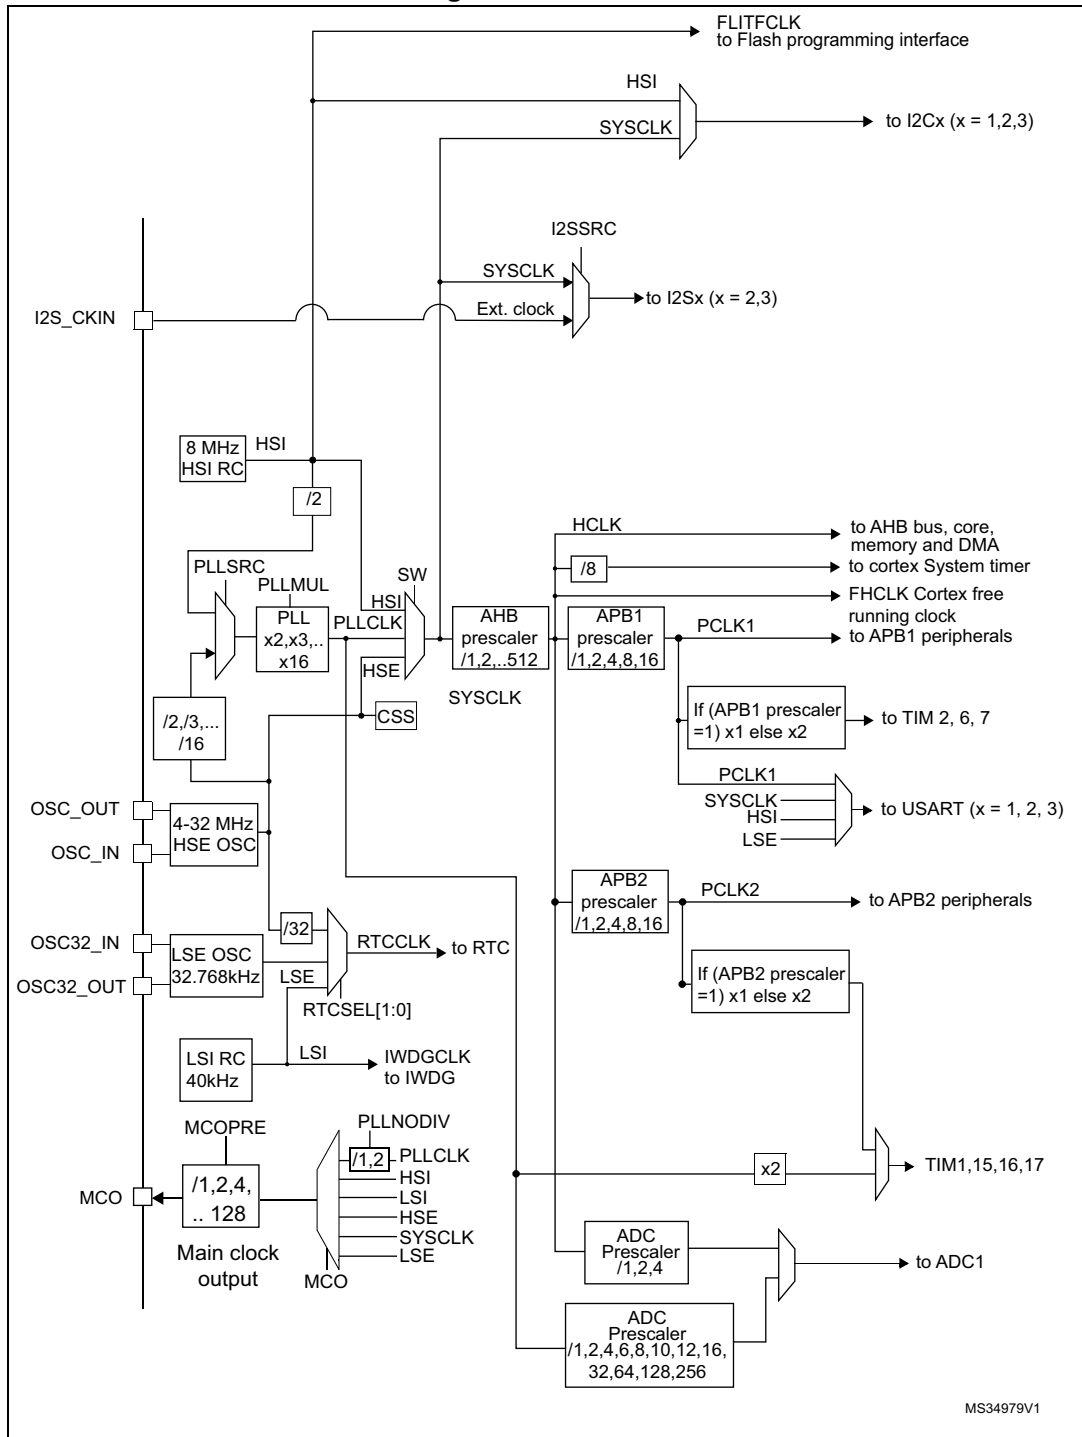 FLITFCLK
to Flash programming interface
HSI
SYSCLK
to I2Cx (x = 1,2,3)
I2SSRC
SYSCLK
to I2Sx (x = 2,3)
Ext. clock
I2S_CKIN
8 MHz
HSI RC
HSI
/2
HCLK
to AHB bus, core,
memory and DMA
/8
to cortex System timer
FHCLK Cortex free
running clock
PLLSRC
PLLMUL
SW
HSI
PLL
x2,x3,..
x16
PLLCLK
HSE
AHB
prescaler
/1,2,..512
APB1
prescaler
/1,2,4,8,16
PCLK1
to APB1 peripherals
SYSCLK
CSS
/2,/3,...
/16
If (APB1 prescaler
=1) x1 else x2
to TIM 2, 6, 7
PCLK1
SYSCLK
HSI
LSE
to USART (x = 1, 2, 3)
OSC_OUT
OSC_IN
4-32 MHz
HSE OSC
APB2
prescaler
/1,2,4,8,16
PCLK2
to APB2 peripherals
/32
OSC32_IN
OSC32_OUT
LSE OSC
32.768kHz
LSE
RTCCLK
to RTC
RTCSEL[1:0]
If (APB2 prescaler
=1) x1 else x2
LSI RC
40kHz
LSI
IWDGCLK
to IWDG
MCOPRE
PLLNODIV
/1,2
PLLCLK
HSI
LSI
HSE
SYSCLK
LSE
MCO
/1,2,4,
.. 128
Main clock
output
MCO
x2
TIM1,15,16,17
ADC
Prescaler
/1,2,4
to ADC1
ADC
Prescaler
/1,2,4,6,8,10,12,16,
32,64,128,256
MS34979V1